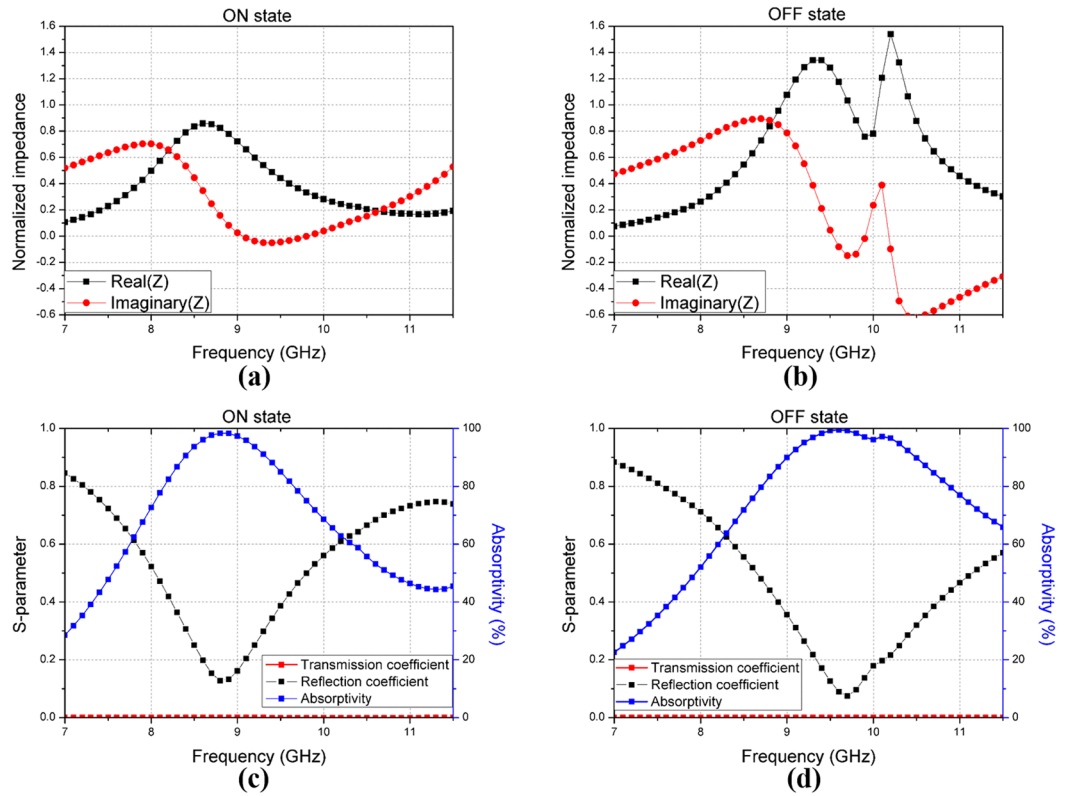 ON state
1.6
1.4
1.2
1.0
0.8
0.6
0.4
0.2
0.0
-0.2
-0.4
-0.6
Normalized impedance
Real(Z)
Imaginary(Z)
7 8 9 10 11
Frequency (GHz)
(a)
OFF state
1.6
1.4
1.2
1.0
0.8
0.6
0.4
0.2
0.0
-0.2
-0.4
-0.6
Normalized impedance
Real(Z)
Imaginary(Z)
7 8 9 10 11
Frequency (GHz)
(b)
ON state
1.0
0.8
0.6
0.4
0.2
0.0
S-parameter
100
80
60
40
20
0
Absorptivity (%)
Transmission coefficient
Reflection coefficient
Absorptivity
7 8 9 10 11
Frequency (GHz)
(c)
OFF state
1.0
0.8
0.6
0.4
0.2
0.0
S-parameter
100
80
60
40
20
0
Absorptivity (%)
Transmission coefficient
Reflection coefficient
Absorptivity
7 8 9 10 11
Frequency (GHz)
(d)